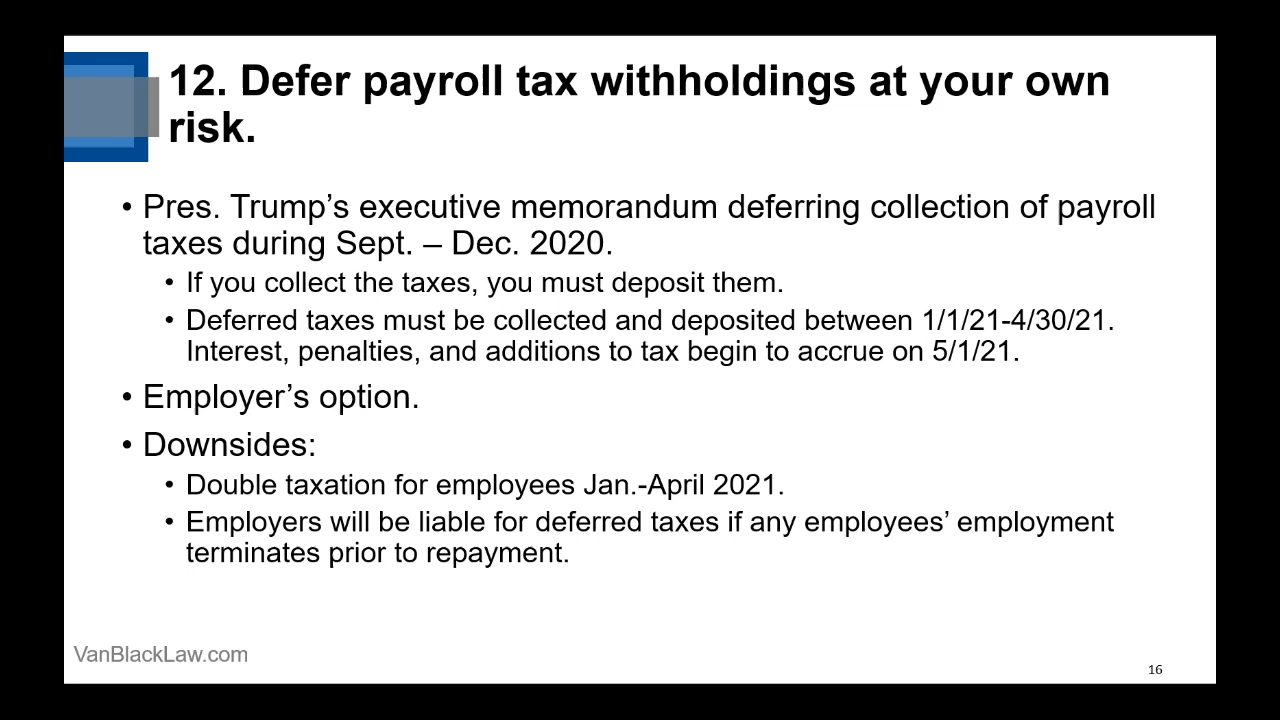 12. Defer payroll tax withholdings at your own
risk.
• Pres. Trump’s executive memorandum deferring collection of payroll
taxes during Sept. – Dec. 2020.
• If you collect the taxes, you must deposit them.
• Deferred taxes must be collected and deposited between 1/1/21-4/30/21.
Interest, penalties, and additions to tax begin to accrue on 5/1/21.
• Employer’s option.
• Downsides:
• Double taxation for employees Jan.-April 2021.
• Employers will be liable for deferred taxes if any employees’ employment
terminates prior to repayment.
VanBlackLaw.com
16